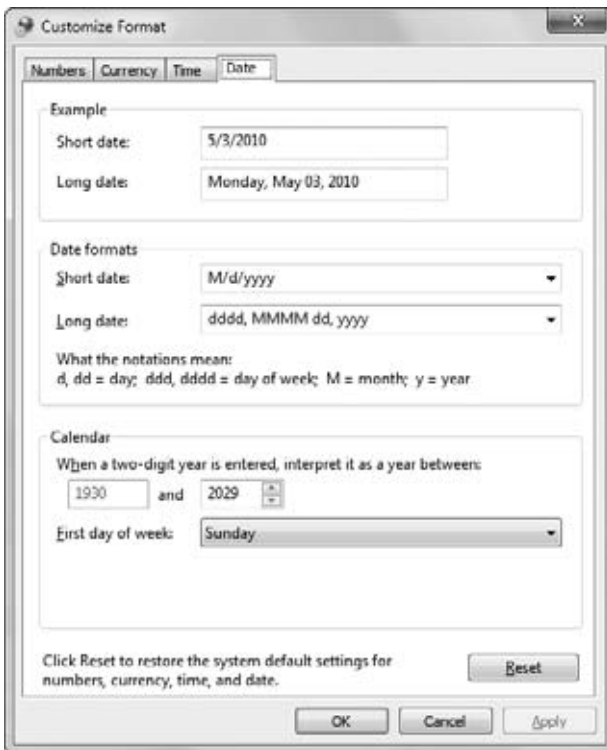 Customize Format
Numbers Currency Time Date
Example
Short date: 5/3/2010
Long date: Monday, May 03, 2010
Date formats
Short date: M/d/yyyy
Long date: dddd, MMMM dd, yyyy
What the notations mean:
d, dd = day; ddd, dddd = day of week; M = month; y = year
Calendar
When a two-digit year is entered, interpret it as a year between:
1930 and 2029
First day of week: Sunday
Click Reset to restore the system default settings for
numbers, currency, time, and date.
Reset
OK Cancel Apply